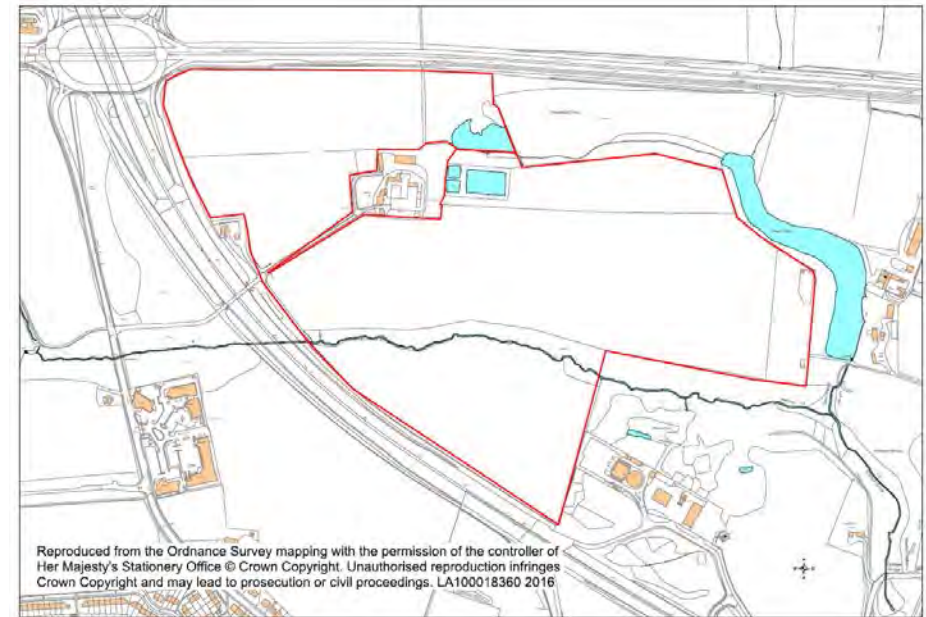 Reproduced from the Ordnance Survey mapping with the permission of the controller of
Her Majesty's Stationery Office © Crown Copyright. Unauthorised reproduction infringes
Crown Copyright and may lead to prosecution or civil proceedings. LA100018360 2016